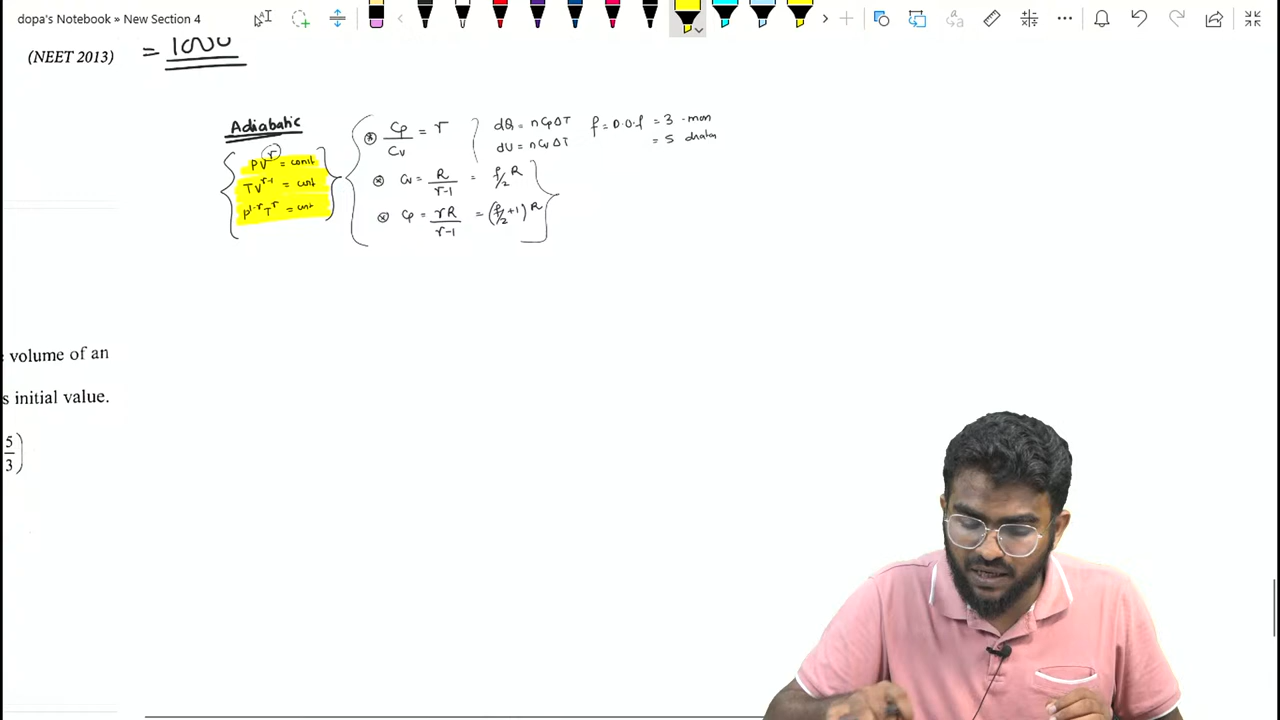 dopa's Notebook » New Section 4
(NEET 2013) = 1000
Adiabatic
PV^γ = const
TV^γ-1 = cnst
P^1-γ T^γ = cnst
Cp/Cv = γ
dQ = nCpΔT
dU = nCvΔT
f = D.O.f = 3 - mon
= 5 diatom
Cv = R/γ-1 = f/2 R
Cp = γR/γ-1 = (f/2+1) R
volume of an
s initial value.
5/3)